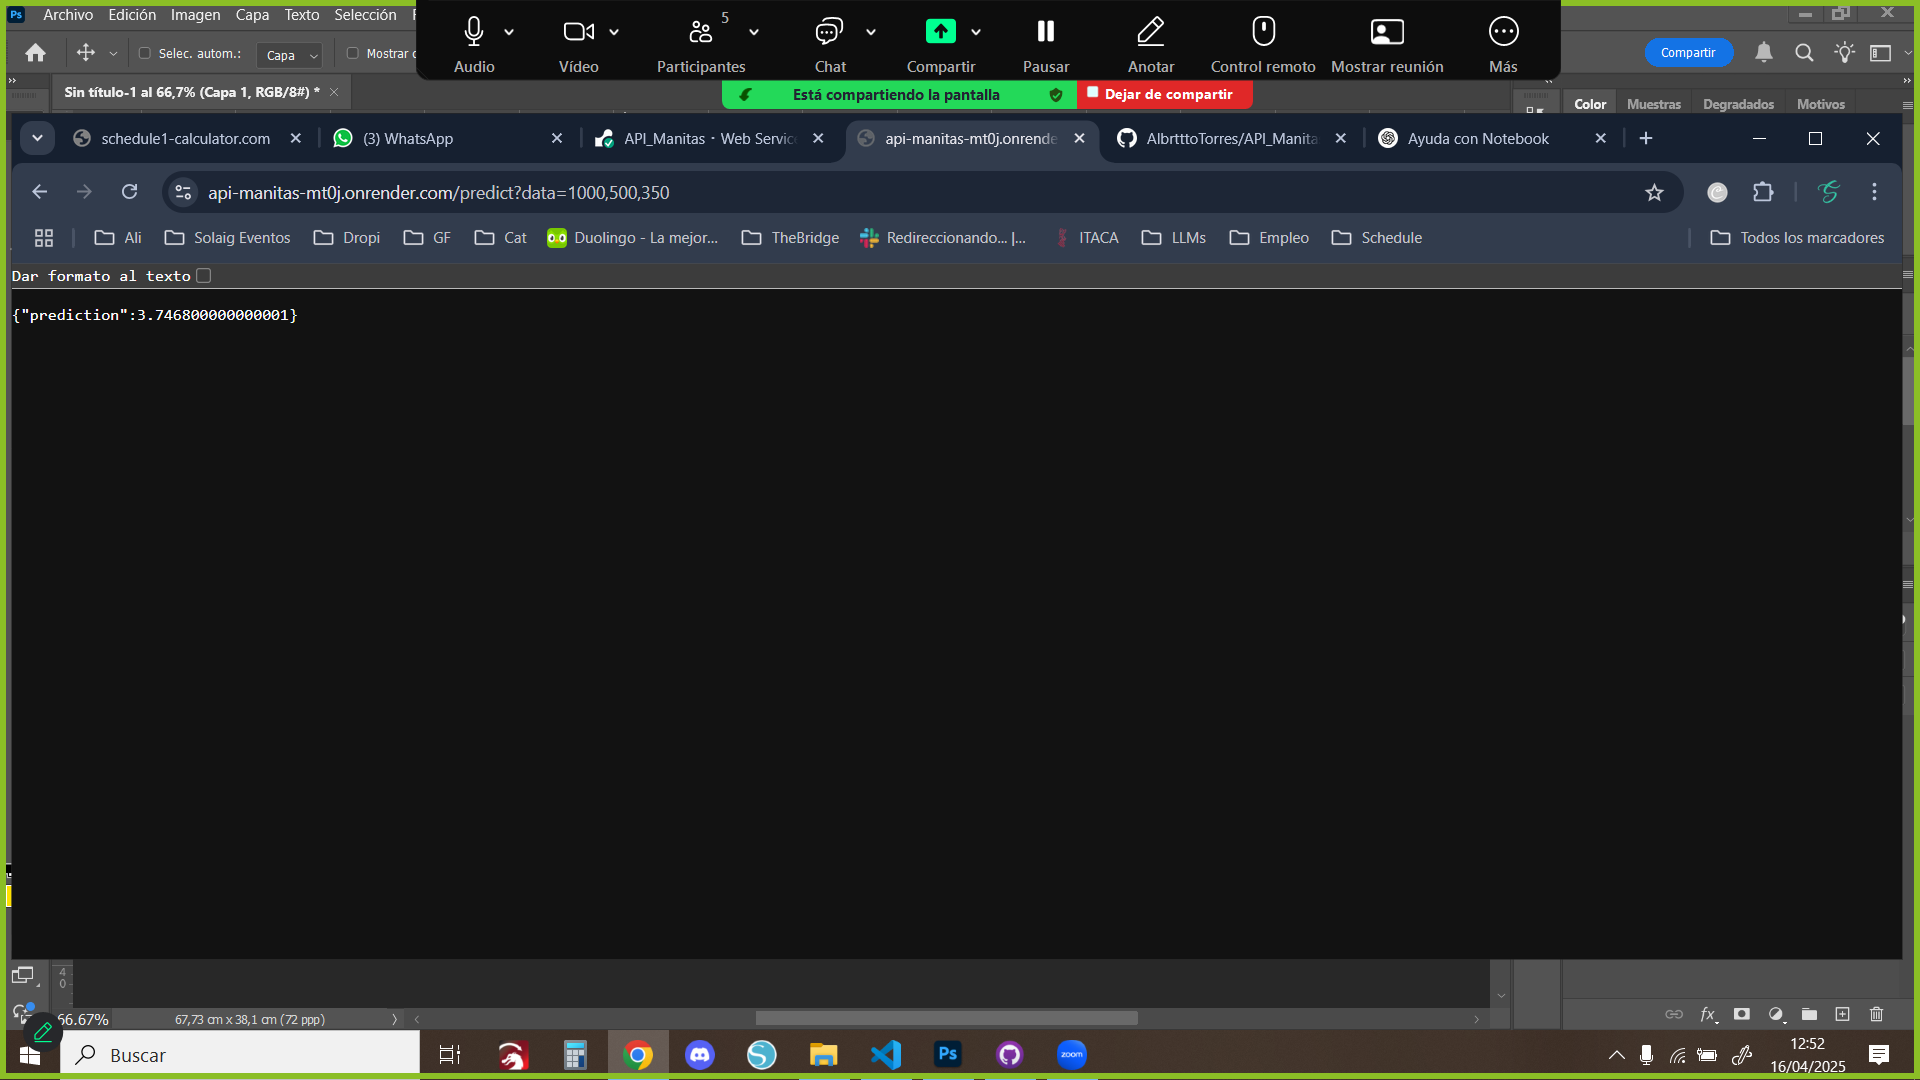 Archivo Edición Imagen Capa Texto Selección
Selec. autom.: Capa Mostrar
5
Audio Vídeo Participantes Chat Compartir Pausar Anotar Control remoto Mostrar reunión Más
Compartir
Sin título-1 al 66,7% (Capa 1, RGB/8#) *
Está compartiendo la pantalla
Dejar de compartir
Color Muestras Degradados Motivos
schedule1-calculator.com
(3) WhatsApp
API_Manitas · Web Servic
api-manitas-mt0j.onrende
AlbrtttoTorres/API_Manita
Ayuda con Notebook
api-manitas-mt0j.onrender.com/predict?data=1000,500,350
Ali Solaig Eventos Dropi GF Cat Duolingo - La mejor... TheBridge Redireccionando... |... ITACA LLMs Empleo Schedule Todos los marcadores
Dar formato al texto
{"prediction":3.746800000000001}
4
0
66.67% 67,73 cm x 38,1 cm (72 ppp)
fx
Buscar
Ps
zoom
12:52
16/04/2025